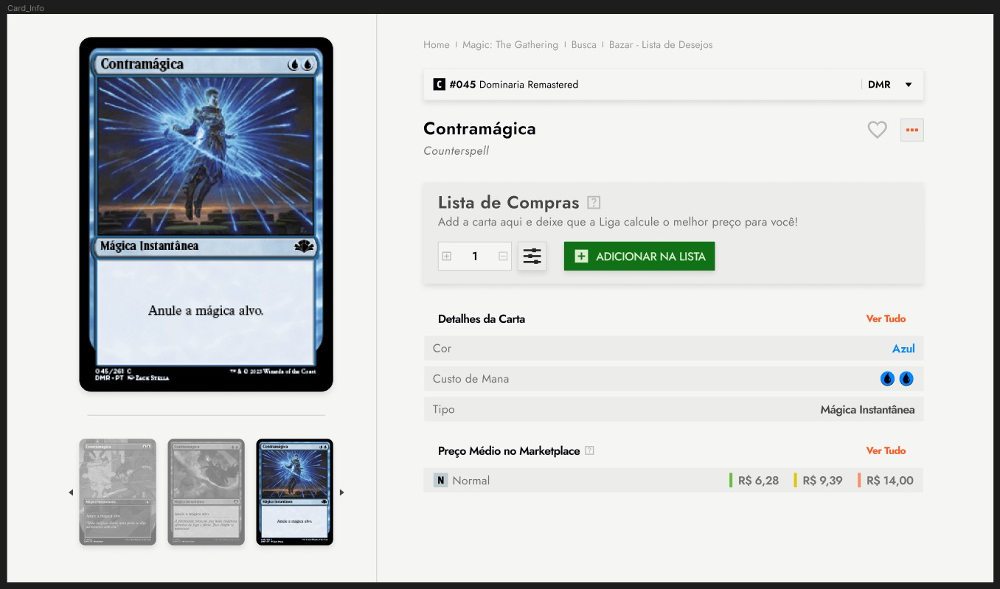 Card_Info
Contramágica
Mágica Instantânea
Anule a mágica alvo.
045/261 C
™ & © 2023 Wizards of the Coast
DMR • PT Zack Stella
Contramágica
Mágica Instantânea
Anule a mágica alvo.
Contramágica
Mágica Instantânea
Anule a mágica alvo.
Contramágica
Mágica Instantânea
Anule a mágica alvo.
Home | Magic: The Gathering | Busca | Bazar - Lista de Desejos
C #045 Dominaria Remastered
DMR
Contramágica
Counterspell
Lista de Compras ?
Add a carta aqui e deixe que a Liga calcule o melhor preço para você!
1
ADICIONAR NA LISTA
Detalhes da Carta
Ver Tudo
Cor
Azul
Custo de Mana
Tipo
Mágica Instantânea
Preço Médio no Marketplace ?
Ver Tudo
N Normal
R$ 6,28
R$ 9,39
R$ 14,00